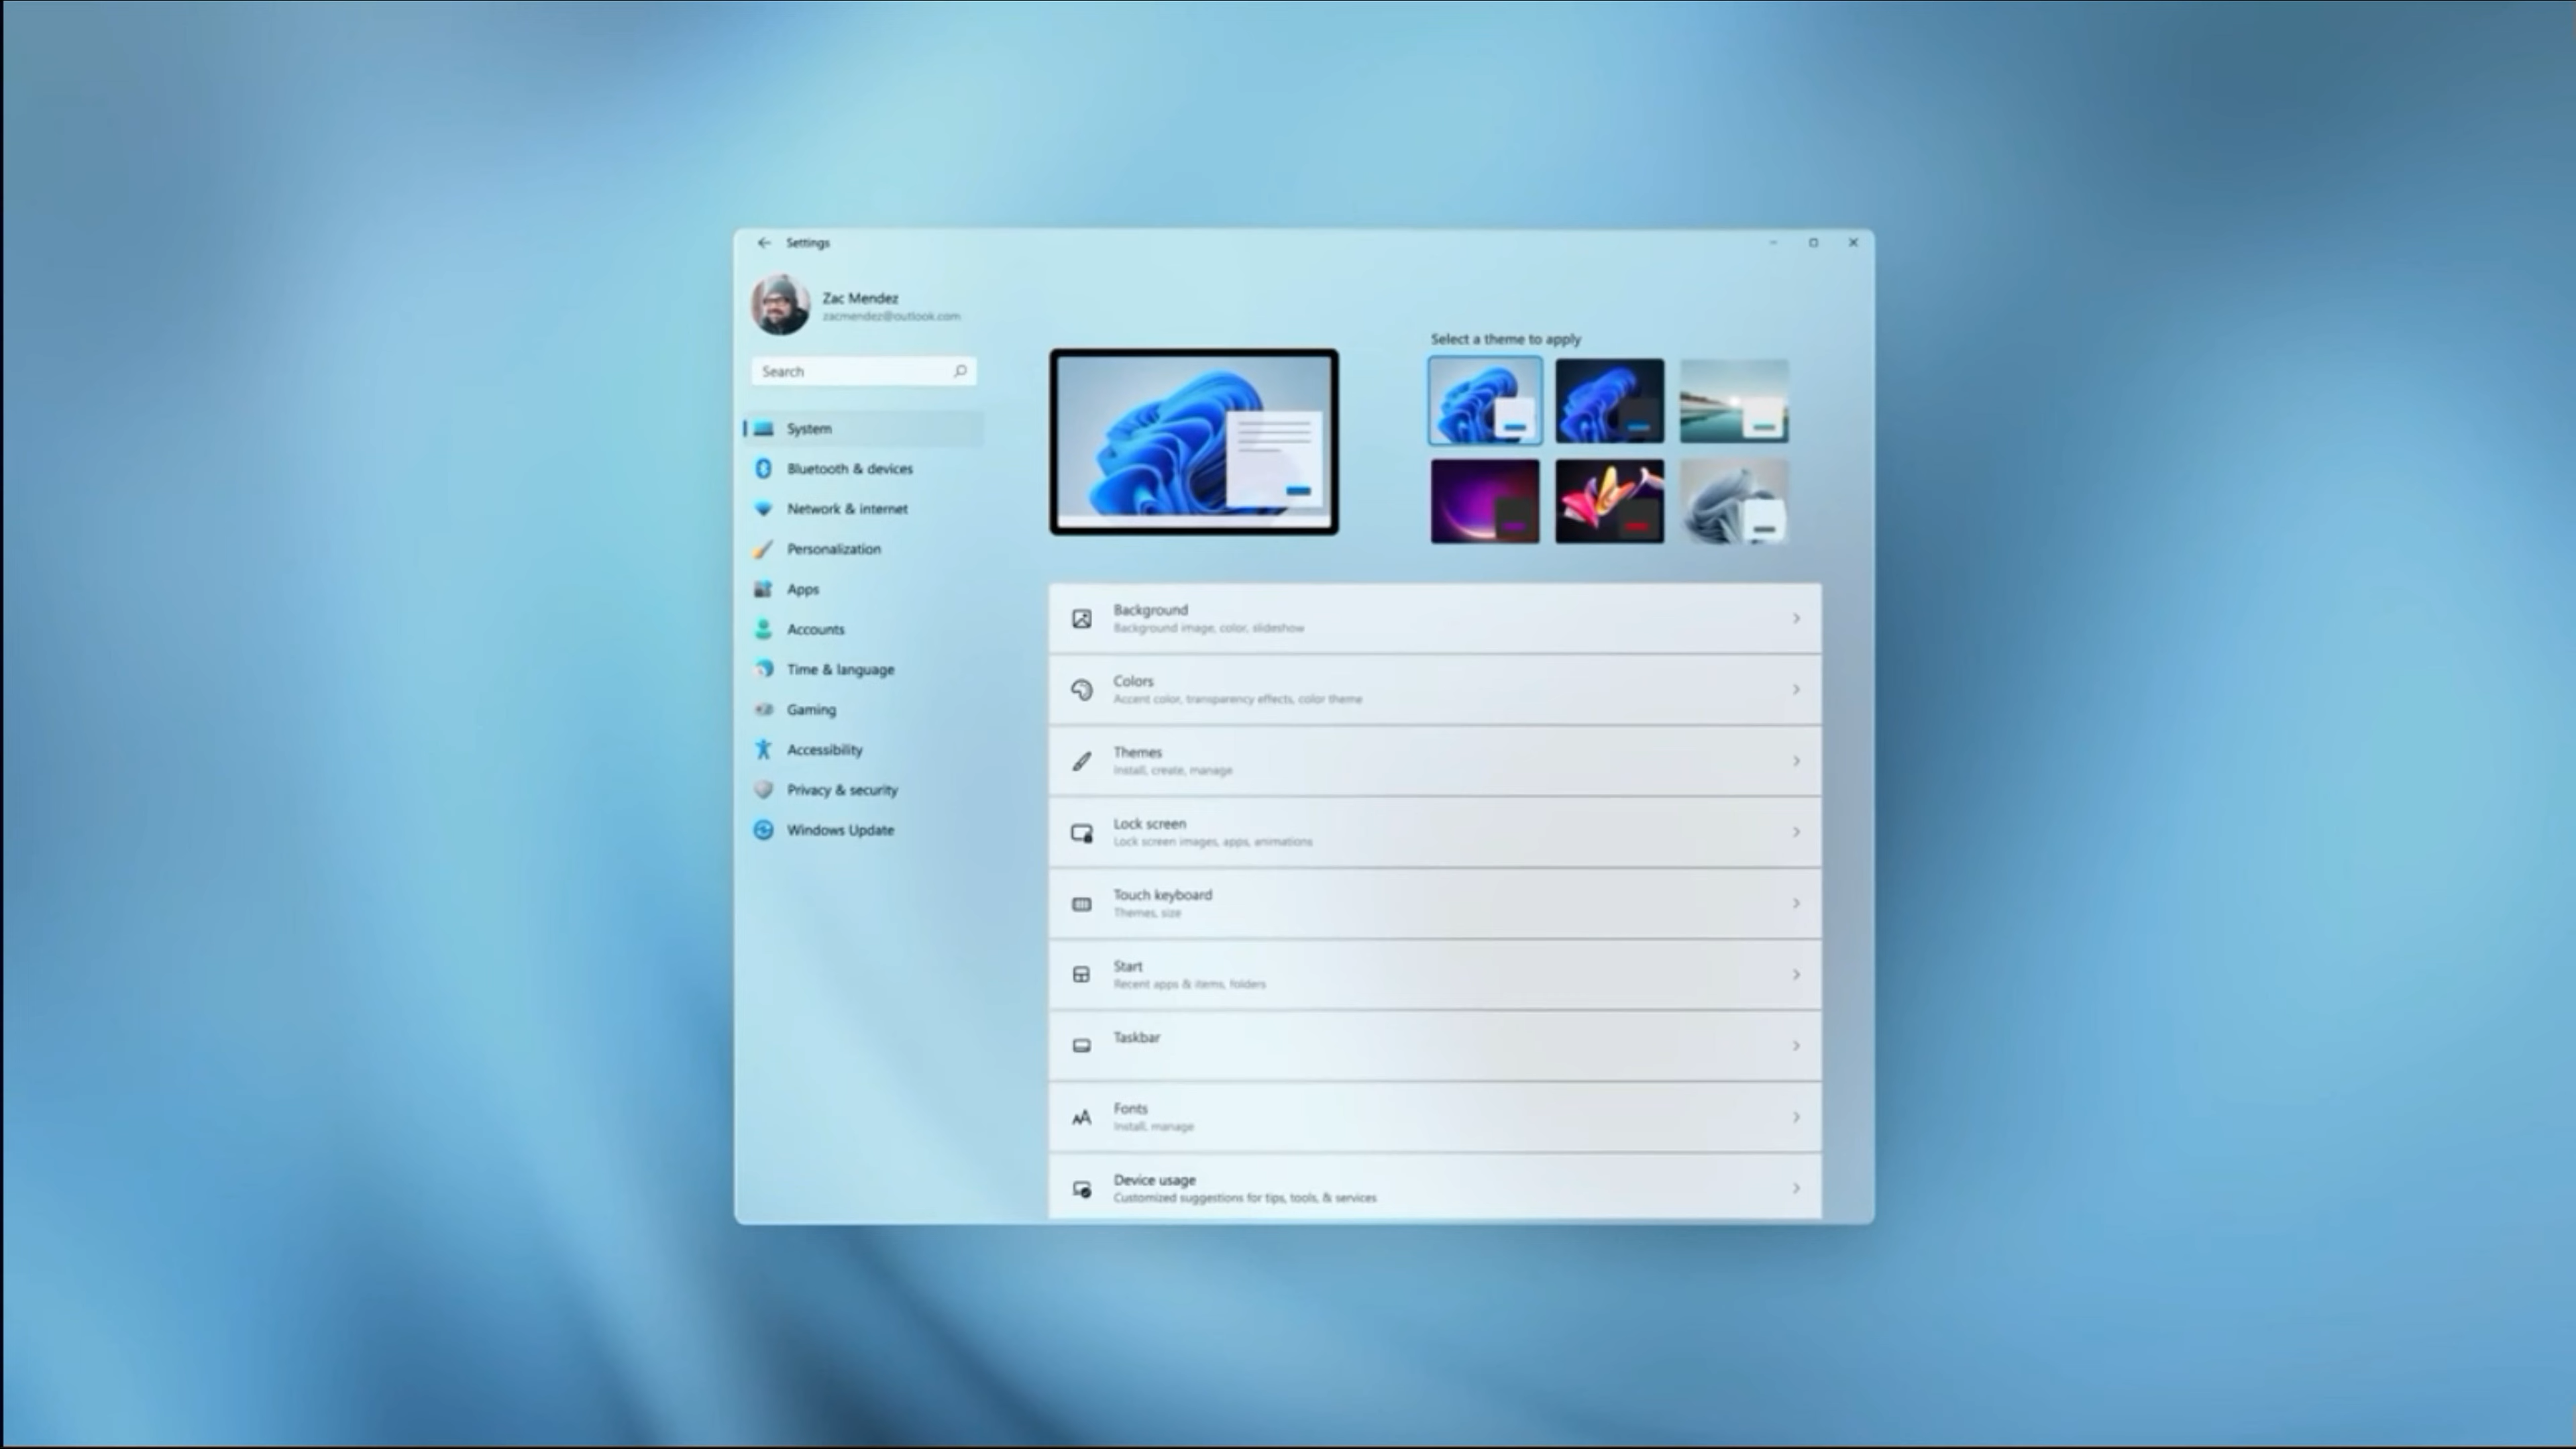 Settings
Zac Mendez
zacmendez@outlook.com
Search
System
Bluetooth & devices
Network & internet
Personalization
Apps
Accounts
Time & language
Gaming
Accessibility
Privacy & security
Windows Update
Select a theme to apply
Background
Background image, color, slideshow
Colors
Accent color, transparency effects, color theme
Themes
Install, create, manage
Lock screen
Lock screen images, apps, animations
Touch keyboard
Themes, size
Start
Recent apps & items, folders
Taskbar
Fonts
Install, manage
Device usage
Customized suggestions for tips, tools, & services